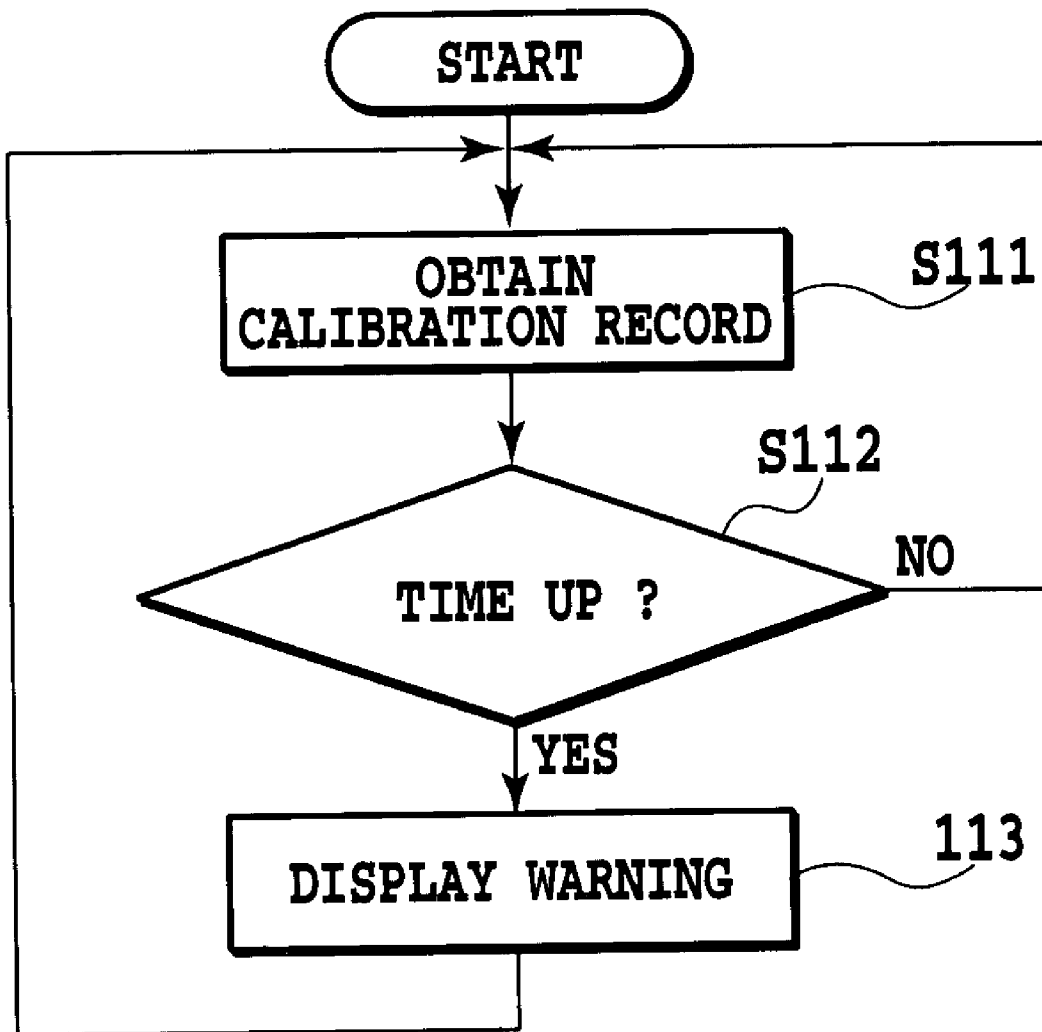 START
OBTAIN
CALIBRATION RECORD
S111
S112
TIME UP ?
NO
YES
DISPLAY WARNING
113